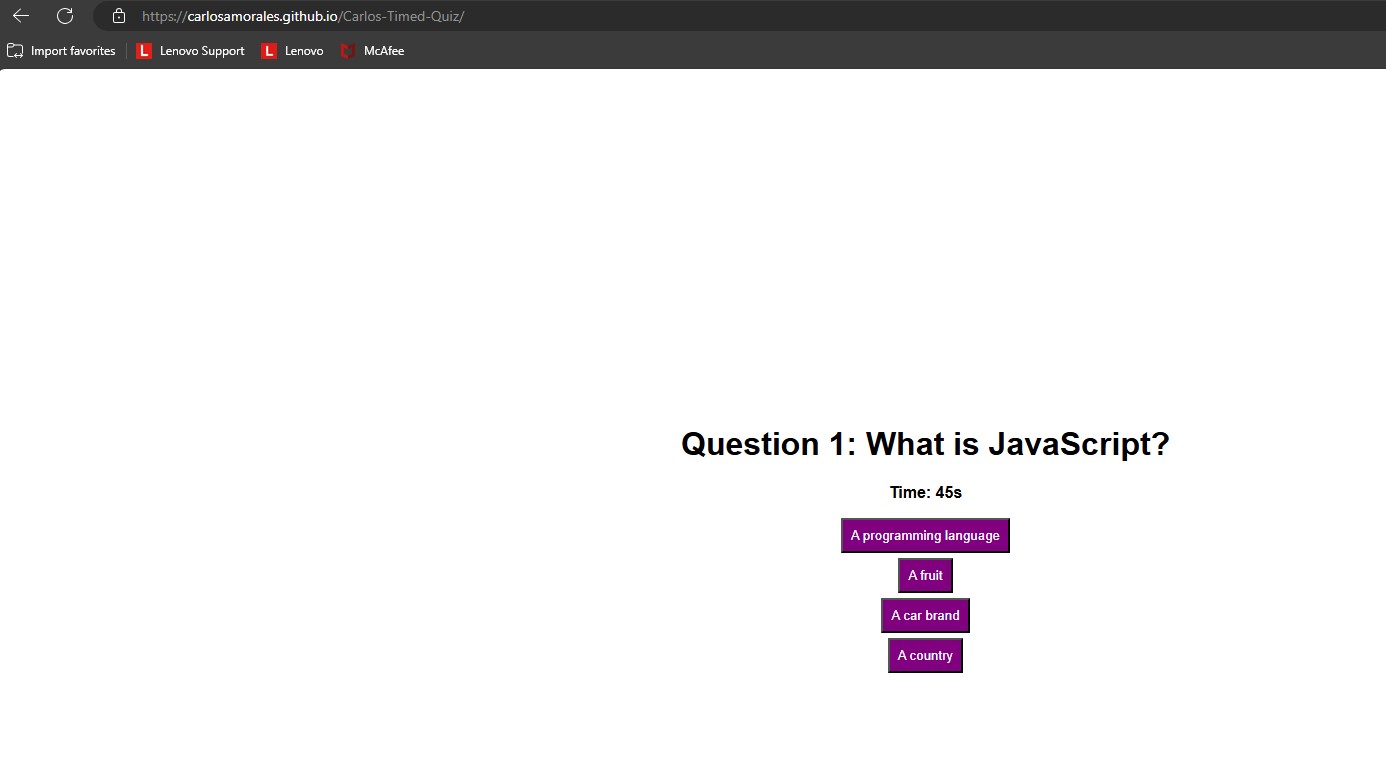 https://carlosamorales.github.io/Carlos-Timed-Quiz/
Import favorites L Lenovo Support L Lenovo McAfee
Question 1: What is JavaScript?
Time: 45s
A programming language
A fruit
A car brand
A country